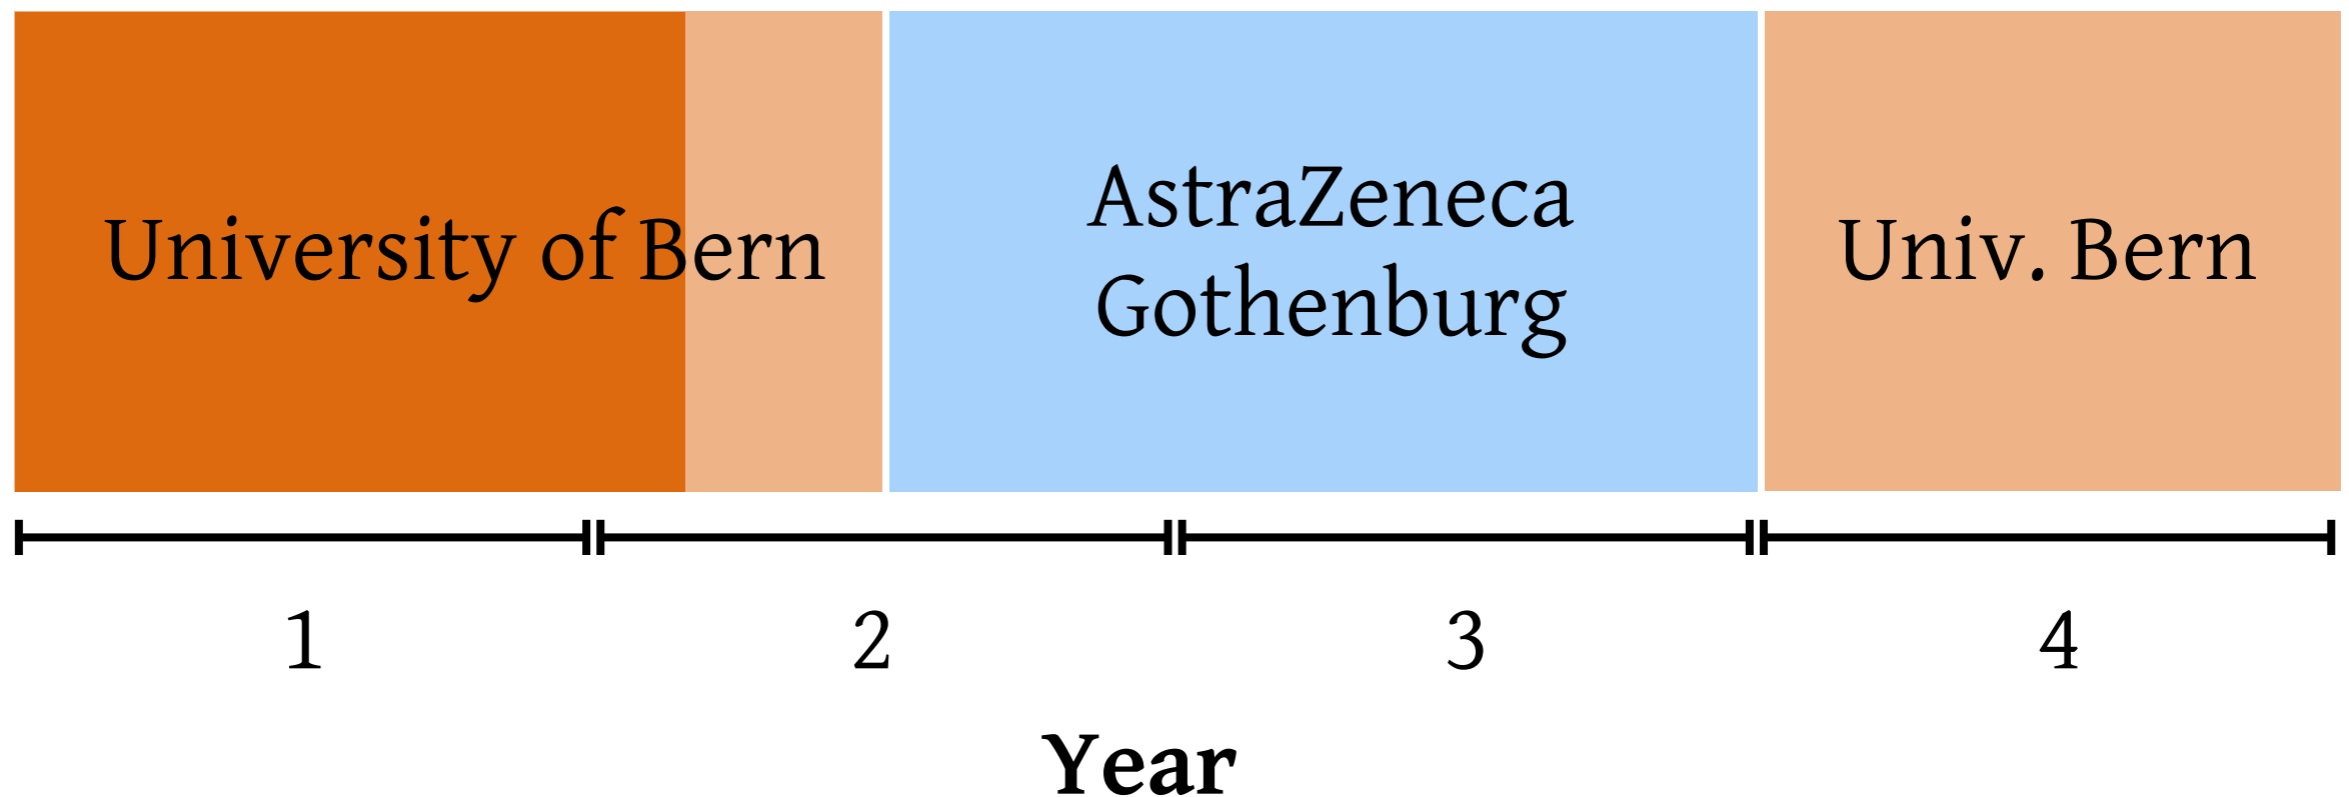 University of Bern
AstraZeneca
Gothenburg
Univ. Bern
1
2
3
4
Year